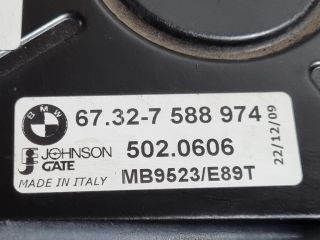 BMW
67.32-7 588 974
JOHNSON
GATE
502.0606
22/12/09
MADE IN ITALY
MB9523/E89T